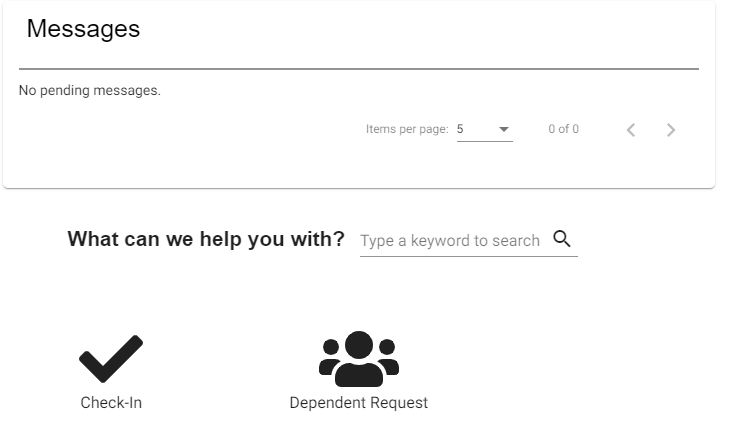 Messages
No pending messages.
Items per page: 5 0 of 0
What can we help you with? Type a keyword to search
Check-In Dependent Request